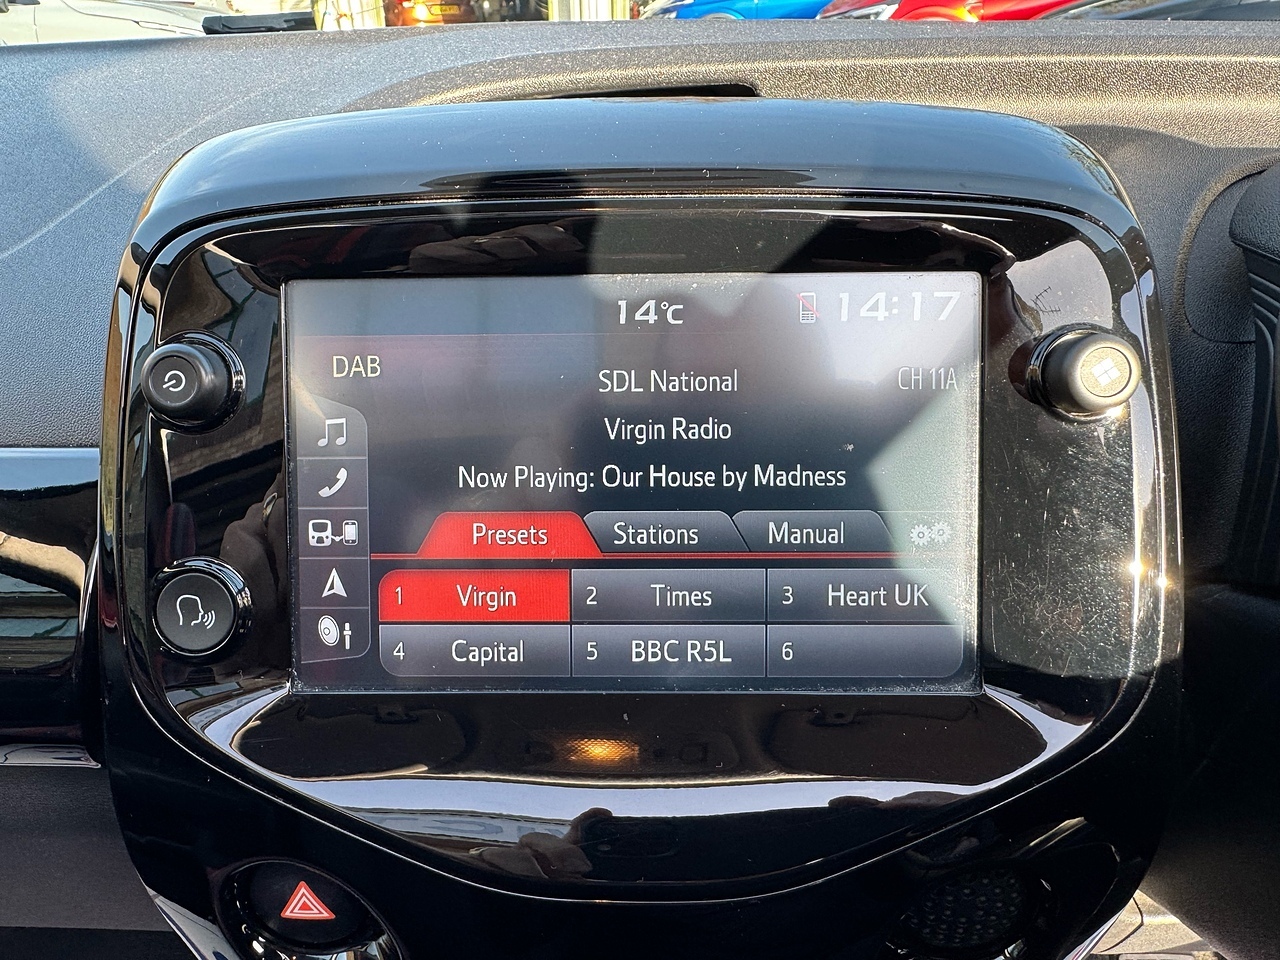 14°C 14:17
DAB
SDL National CH 11A
Virgin Radio
Now Playing: Our House by Madness
Presets Stations Manual
1 Virgin 2 Times 3 Heart UK
4 Capital 5 BBC R5L 6